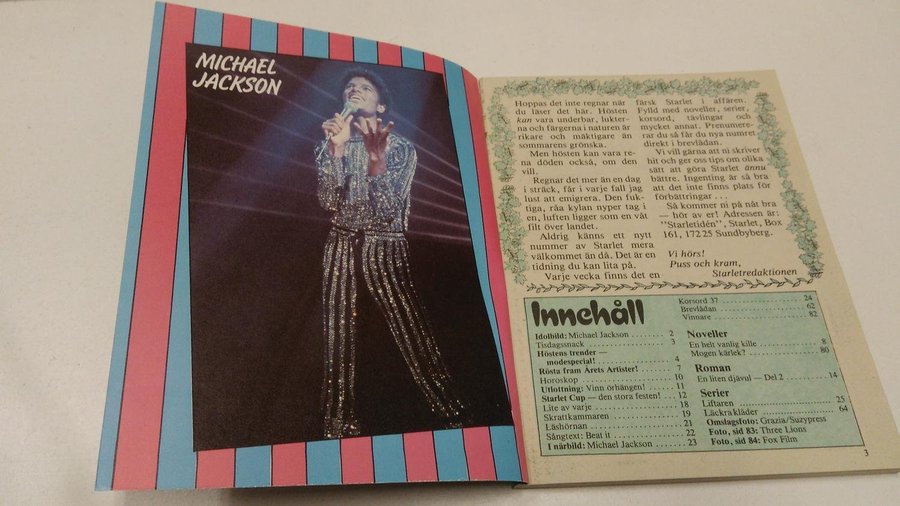 MICHAEL
JACKSON
Hoppas det inte regnar när
du läser det här. Hösten
kan vara underbar, lukter-
na och färgerna i naturen är
rikare och mäktigare än
sommarens grönska.
Men hösten kan vara re-
na döden också, om den
vill.
Regnar det mer än en dag
i sträck, får i varje fall jag
lust att emigrera. Den fuk-
tiga, råa kylan nyper tag i
en, luften ligger som en våt
filt över landet.
Aldrig känns ett nytt
nummer av Starlet mera
välkommet än då. Det är en
tidning du kan lita på.
Varje vecka finns det en
färsk Starlet i affären.
Fylld med noveller, serier,
korsord, tävlingar och
mycket annat. Prenumere-
rar du så får du nya numret
direkt i brevlådan.
Vi vill gärna att ni skriver
hit och ger oss tips om olika
sätt att göra Starlet ännu
bättre. Ingenting är så bra
att det inte finns plats för
förbättringar . . .
Så kommer ni på nåt bra
— hör av er! Adressen är:
"Starletidén", Starlet, Box
161, 172 25 Sundbyberg.
Vi hörs!
Puss och kram,
Starletredaktionen
Innehåll
Idolbild: Michael Jackson . . . . . . . 2
Tisdagssnack . . . . . . . . . . . . . . . . . 3
Höstens trender —
modespecial! . . . . . . . . . . . . . . . 4
Rösta fram Årets Artister! . . . . . . 7
Horoskop . . . . . . . . . . . . . . . . . . . 10
Utlottning: Vinn örhängen! . . . . . 11
Starlet Cup — den stora festen! . . . 12
Lite av varje . . . . . . . . . . . . . . . . . 18
Skrattkammaren . . . . . . . . . . . . . 19
Läshörnan . . . . . . . . . . . . . . . . . . 21
Sångtext: Beat it . . . . . . . . . . . . . . 22
I närbild: Michael Jackson . . . . . . 23
Korsord 37 . . . . . . . . . . . . . . . . . . 24
Brevlådan . . . . . . . . . . . . . . . . . . 62
Vinnare . . . . . . . . . . . . . . . . . . . . 82
Noveller
En helt vanlig kille . . . . . . . . . . . . 8
Mogen kärlek? . . . . . . . . . . . . . . . 80
Roman
En liten djävul — Del 2 . . . . . . . . . 14
Serier
Liftaren . . . . . . . . . . . . . . . . . . . . 25
Läckra kläder . . . . . . . . . . . . . . . 64
Omslagsfoto: Grazia/Suzypress
Foto, sid 83: Three Lions
Foto, sid 84: Fox Film
3